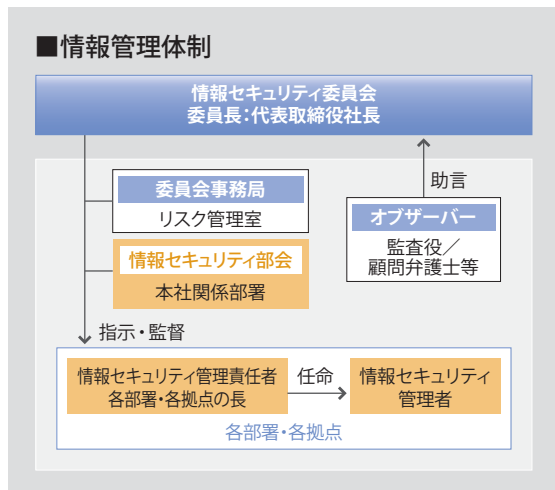 ■情報管理体制
情報セキュリティ委員会
委員長：代表取締役社長
助言
委員会事務局
リスク管理室
オブザーバー
監査役／
顧問弁護士等
情報セキュリティ部会
本社関係部署
指示・監督
情報セキュリティ管理責任者
各部署・各拠点の長
任命
情報セキュリティ
管理者
各部署・各拠点